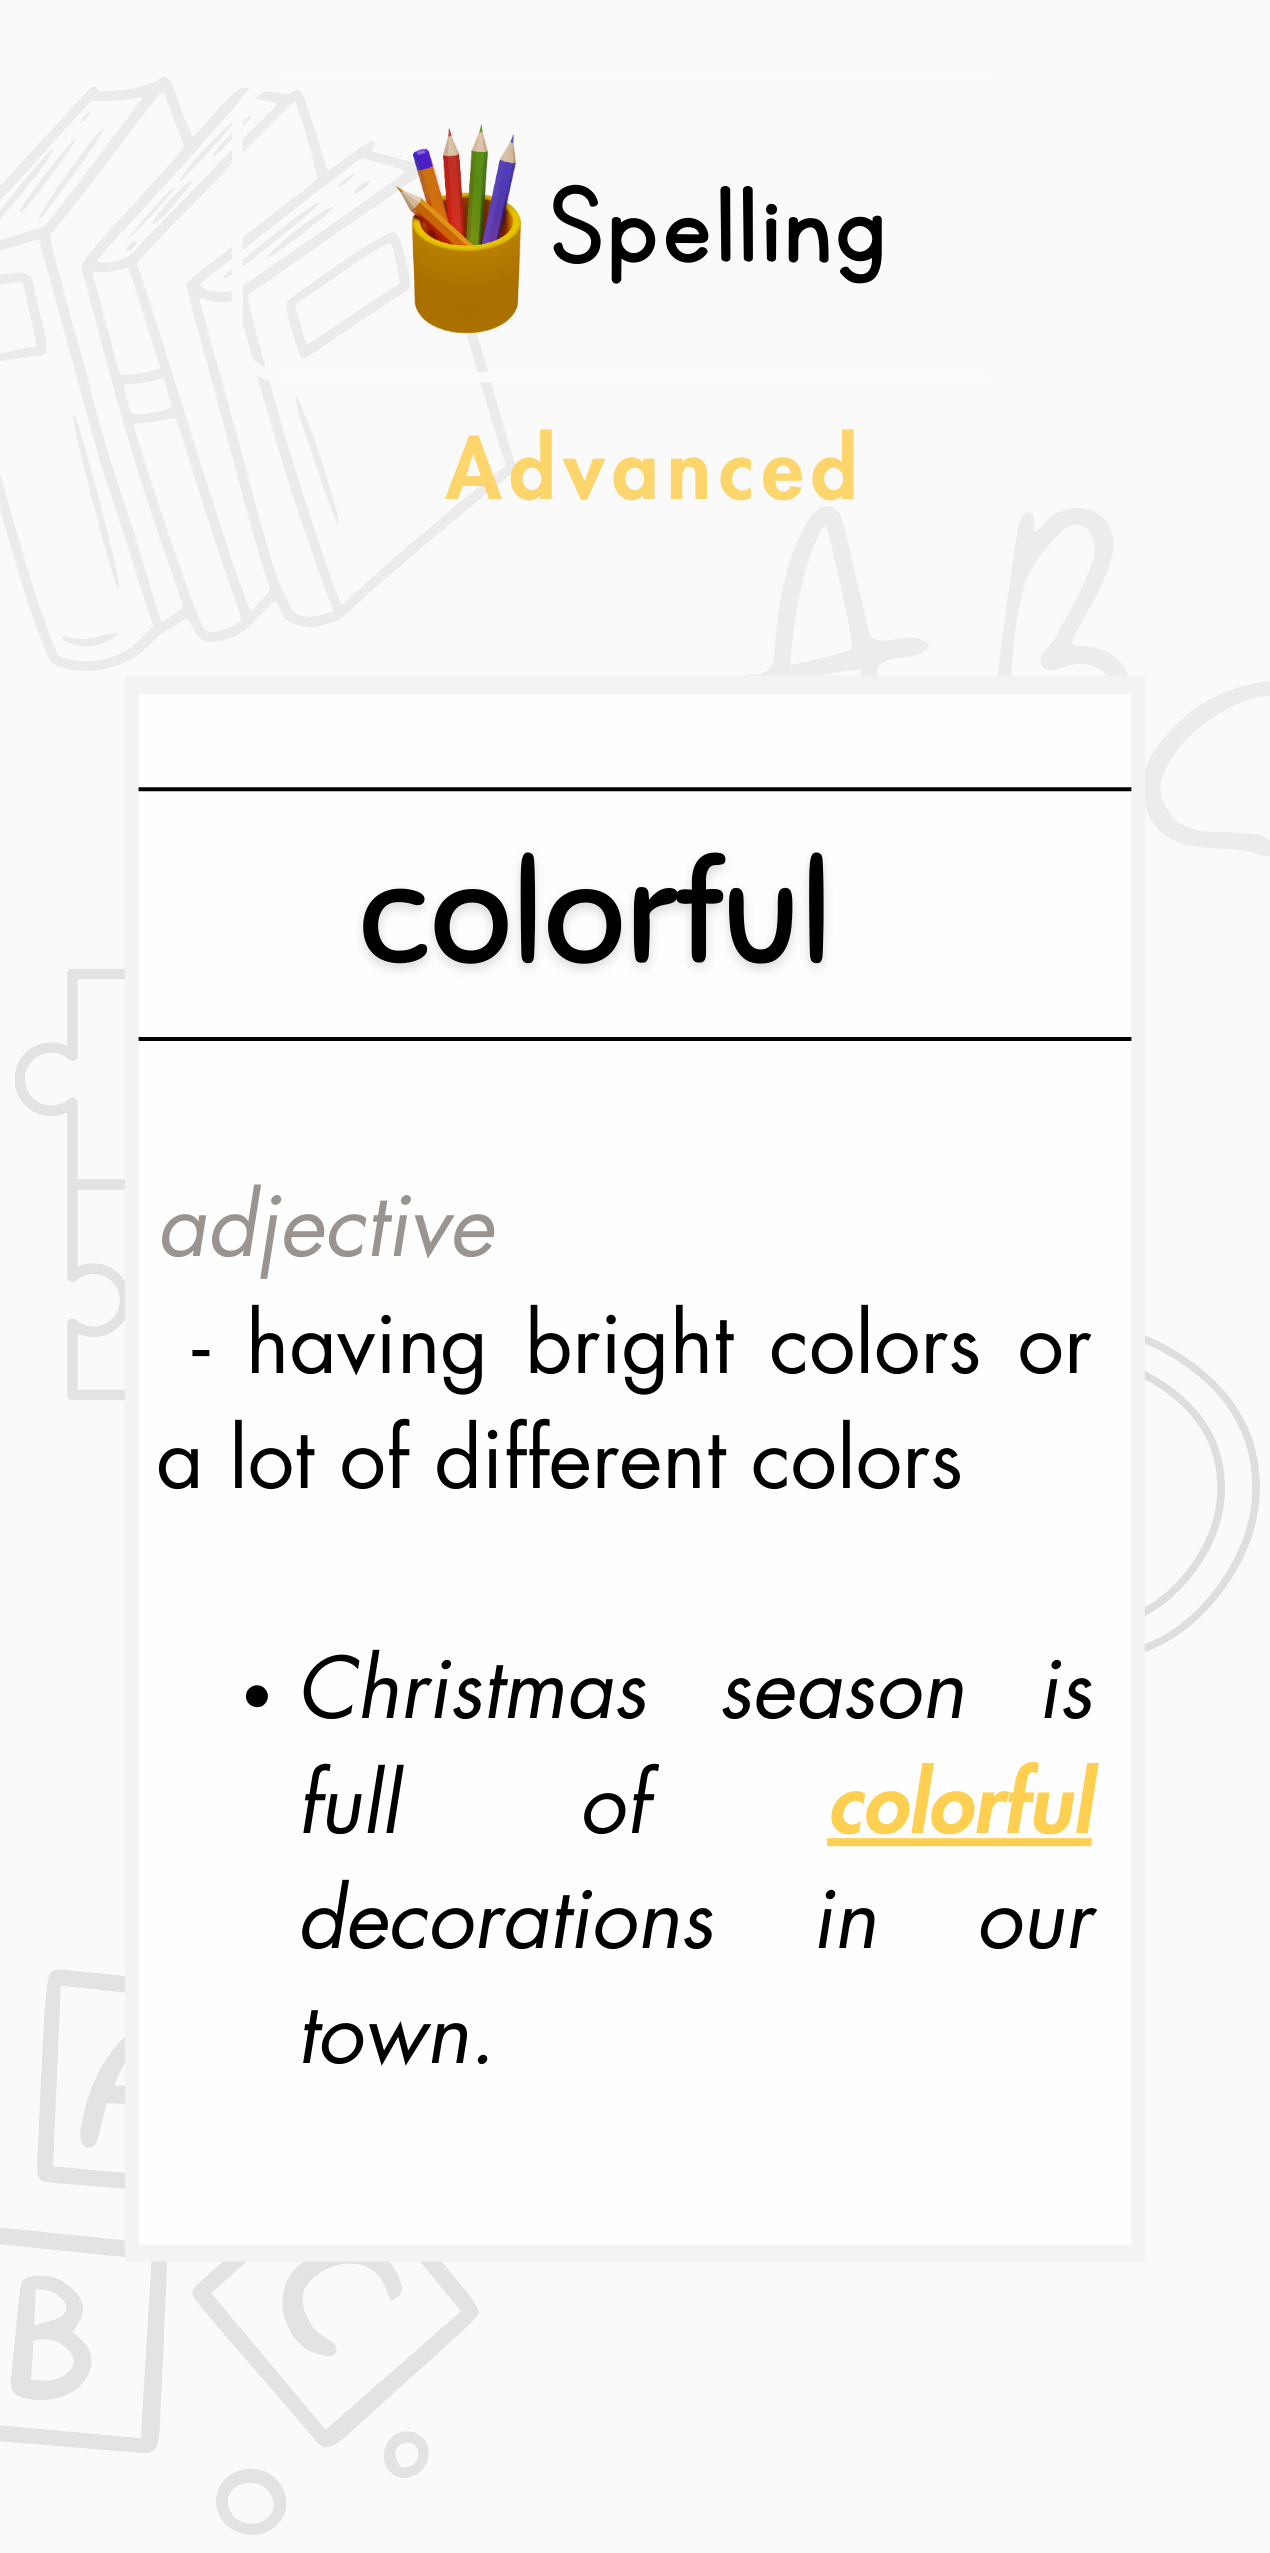 Spelling
Advanced
A B
colorful
adjective
- having bright colors or
a lot of different colors
• Christmas season is
full of colorful
decorations in our
town.
A
B C